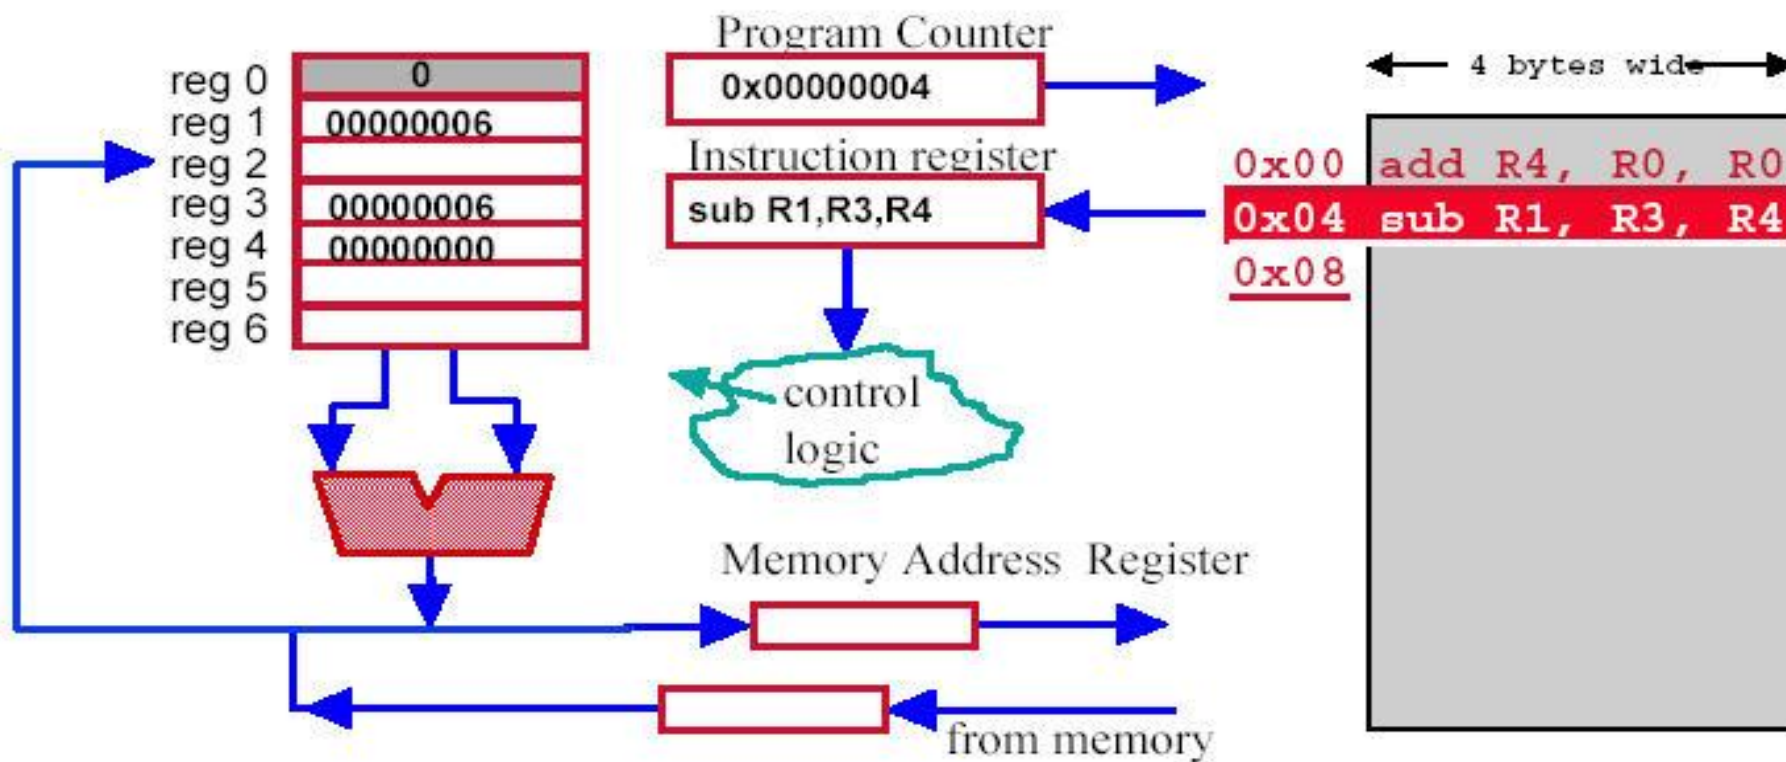 Program Counter
reg 0 0
0x00000004
4 bytes wide
reg 1 00000006
reg 2
Instruction register
0x00 add R4, R0, R0
reg 3 00000006
sub R1,R3,R4
0x04 sub R1, R3, R4
reg 4 00000000
0x08
reg 5
reg 6
control
logic
Memory Address Register
from memory